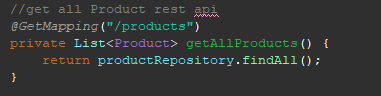 //get all Product rest api
@GetMapping("/products")
private List<Product> getAllProducts() {
return productRepository.findAll();
}